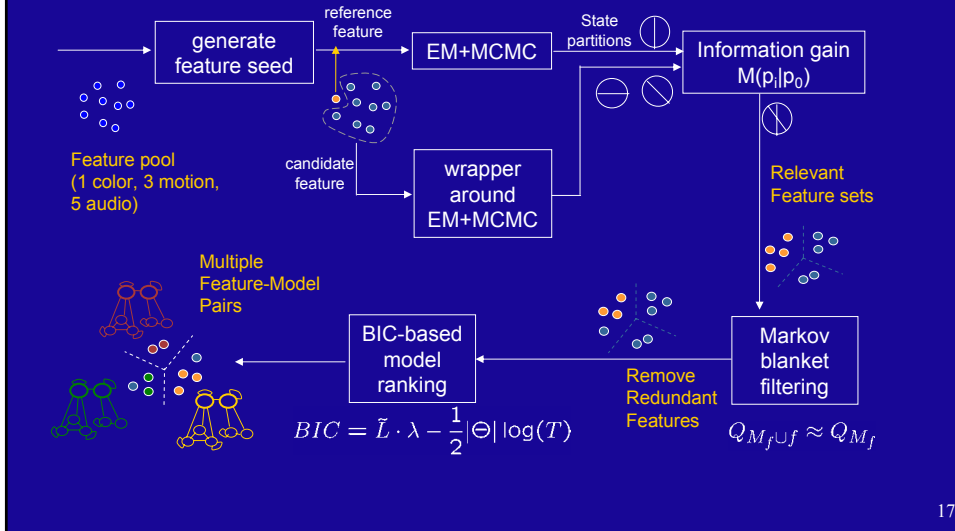 generate
feature seed
reference
feature
EM+MCMC
State
partitions
Information gain
M(pᵢ|p₀)
Feature pool
(1 color, 3 motion,
5 audio)
candidate
feature
wrapper
around
EM+MCMC
Relevant
Feature sets
Multiple
Feature-Model
Pairs
BIC-based
model
ranking
Remove
Redundant
Features
Markov
blanket
filtering
BIC = L̃ · λ − 1/2 |Θ| log(T)
Q_{M_f ∪ f} ≈ Q_{M_f}
17